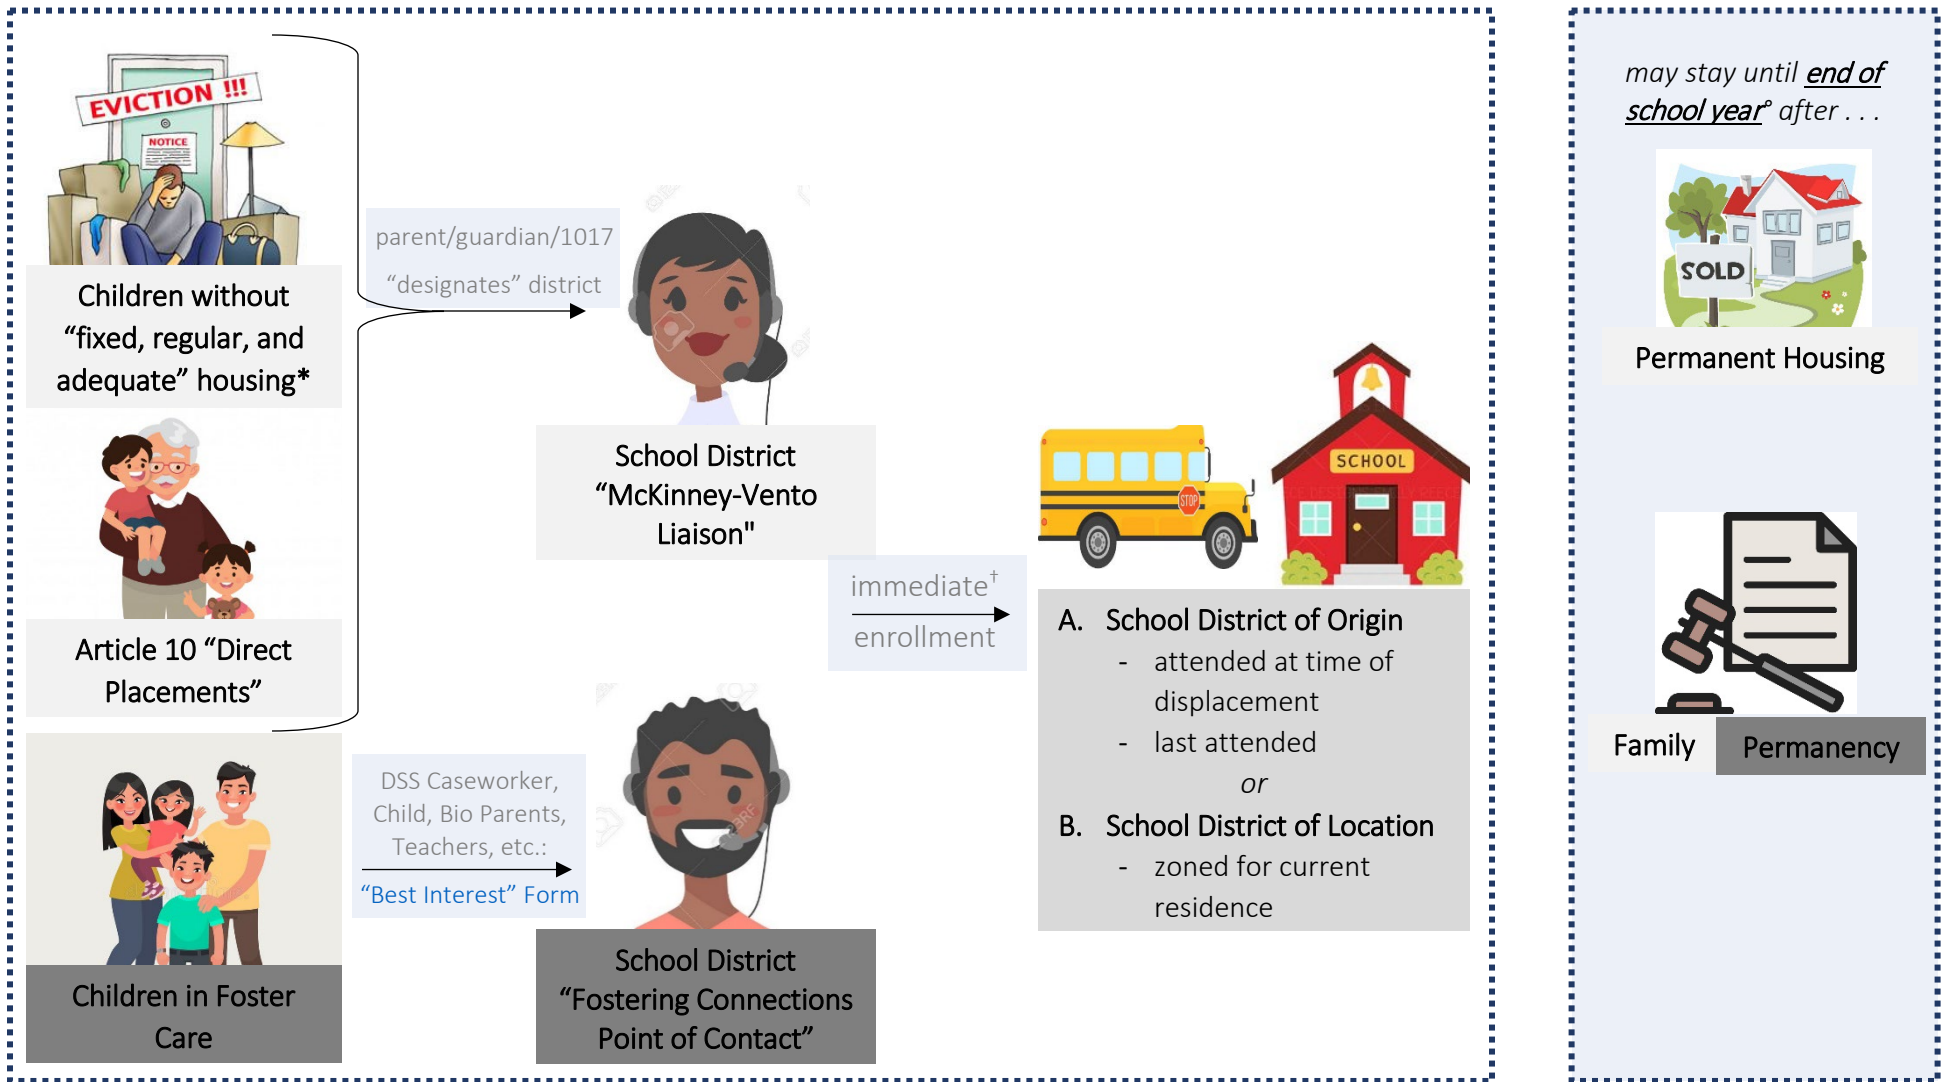 EVICTION !!!
NOTICE
Children without
“fixed, regular, and
adequate” housing*
Article 10 “Direct
Placements”
Children in Foster
Care
parent/guardian/1017
“designates” district
DSS Caseworker,
Child, Bio Parents,
Teachers, etc.:
“Best Interest” Form
School District
“McKinney-Vento
Liaison"
School District
“Fostering Connections
Point of Contact”
immediate†
enrollment
SCHOOL
STOP
A. School District of Origin
- attended at time of
displacement
- last attended
or
B. School District of Location
- zoned for current
residence
may stay until end of
school year° after . . .
SOLD
Permanent Housing
Family Permanency